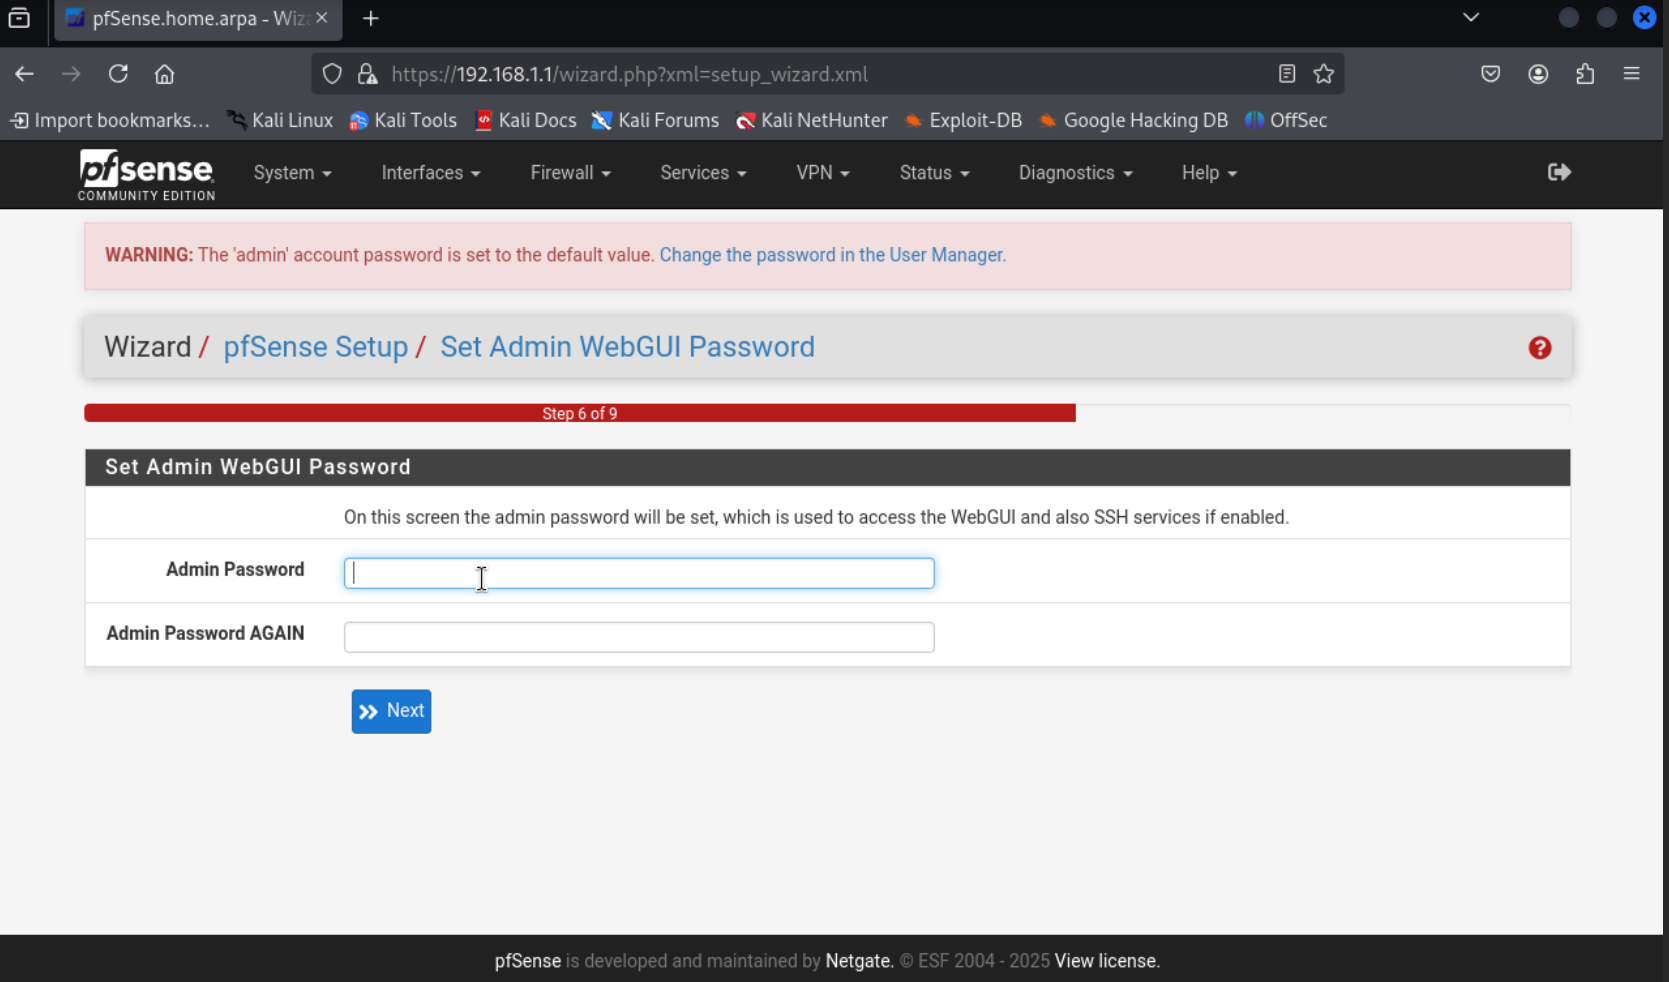 pfSense.home.arpa - Wiz
https://192.168.1.1/wizard.php?xml=setup_wizard.xml
Import bookmarks... Kali Linux Kali Tools Kali Docs Kali Forums Kali NetHunter Exploit-DB Google Hacking DB OffSec
pfsense System Interfaces Firewall Services VPN Status Diagnostics Help
COMMUNITY EDITION
WARNING: The 'admin' account password is set to the default value. Change the password in the User Manager.
Wizard / pfSense Setup / Set Admin WebGUI Password
Step 6 of 9
Set Admin WebGUI Password
On this screen the admin password will be set, which is used to access the WebGUI and also SSH services if enabled.
Admin Password
Admin Password AGAIN
Next
pfSense is developed and maintained by Netgate. © ESF 2004 - 2025 View license.